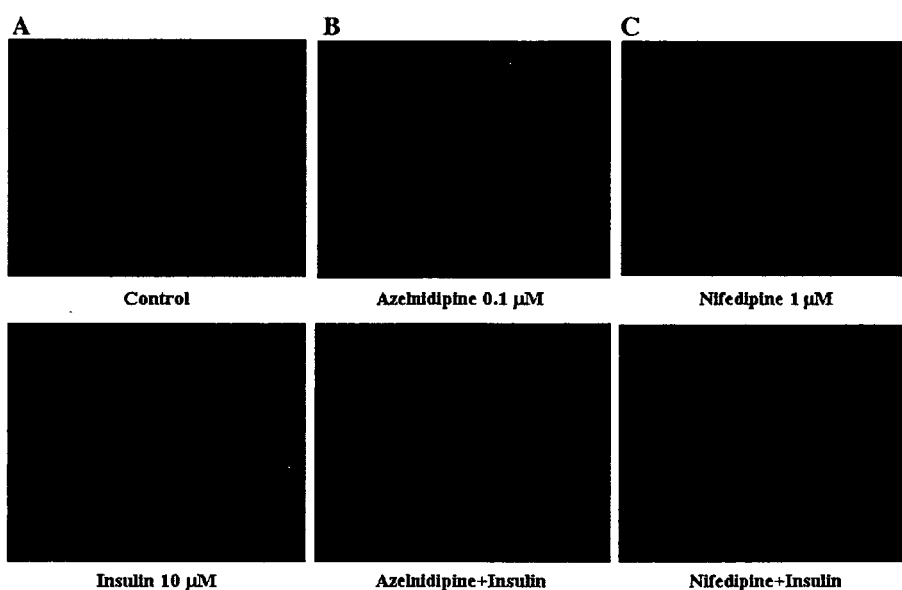 A B C
Control Azelnidipine 0.1 μM Nifedipine 1 μM
Insulin 10 μM Azelnidipine+Insulin Nifedipine+Insulin